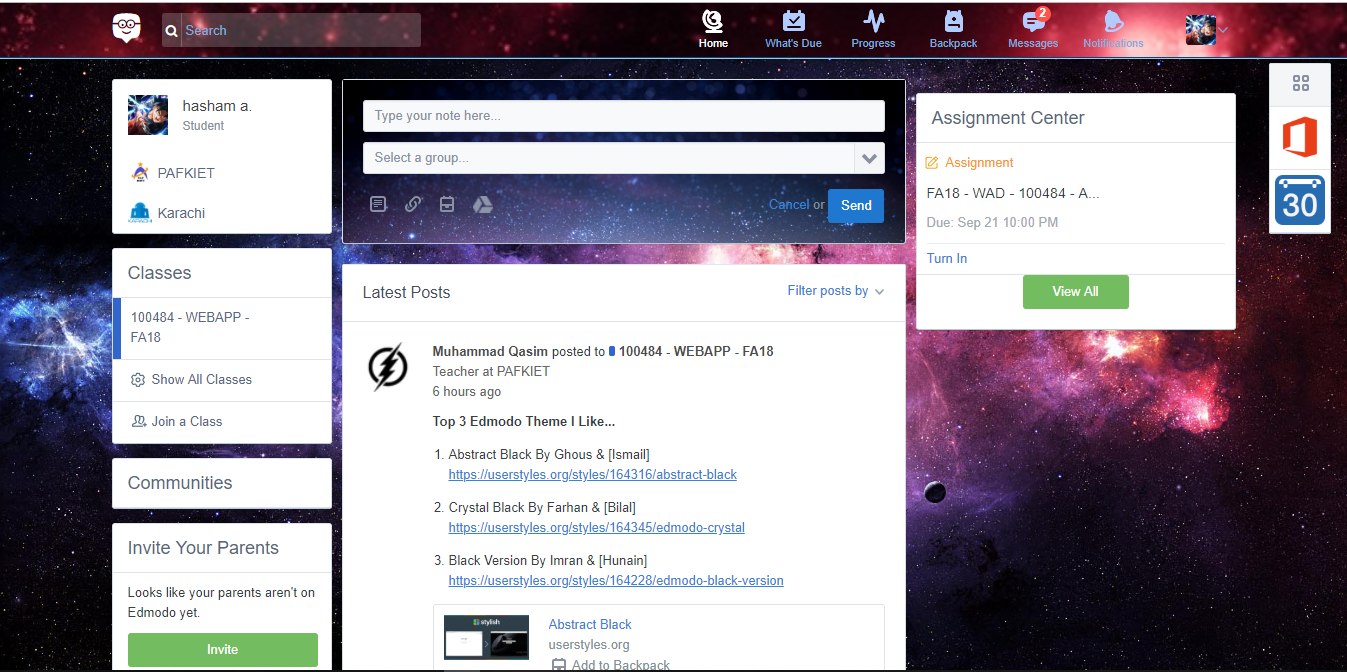 Search
Home
What's Due
Progress
Backpack
2
Messages
Notifications
hasham a.
Student
PAFKIET
Karachi
Classes
100484 - WEBAPP -
FA18
Show All Classes
Join a Class
Communities
Invite Your Parents
Looks like your parents aren't on
Edmodo yet.
Invite
Type your note here...
Select a group...
Cancel or Send
Latest Posts
Filter posts by
Muhammad Qasim posted to 100484 - WEBAPP - FA18
Teacher at PAFKIET
6 hours ago
Top 3 Edmodo Theme I Like...
1. Abstract Black By Ghous & [Ismail]
https://userstyles.org/styles/164316/abstract-black
2. Crystal Black By Farhan & [Bilal]
https://userstyles.org/styles/164345/edmodo-crystal
3. Black Version By Imran & [Hunain]
https://userstyles.org/styles/164228/edmodo-black-version
stylish
Abstract Black
userstyles.org
Add to Backpack
Assignment Center
Assignment
FA18 - WAD - 100484 - A...
Due: Sep 21 10:00 PM
Turn In
View All
30